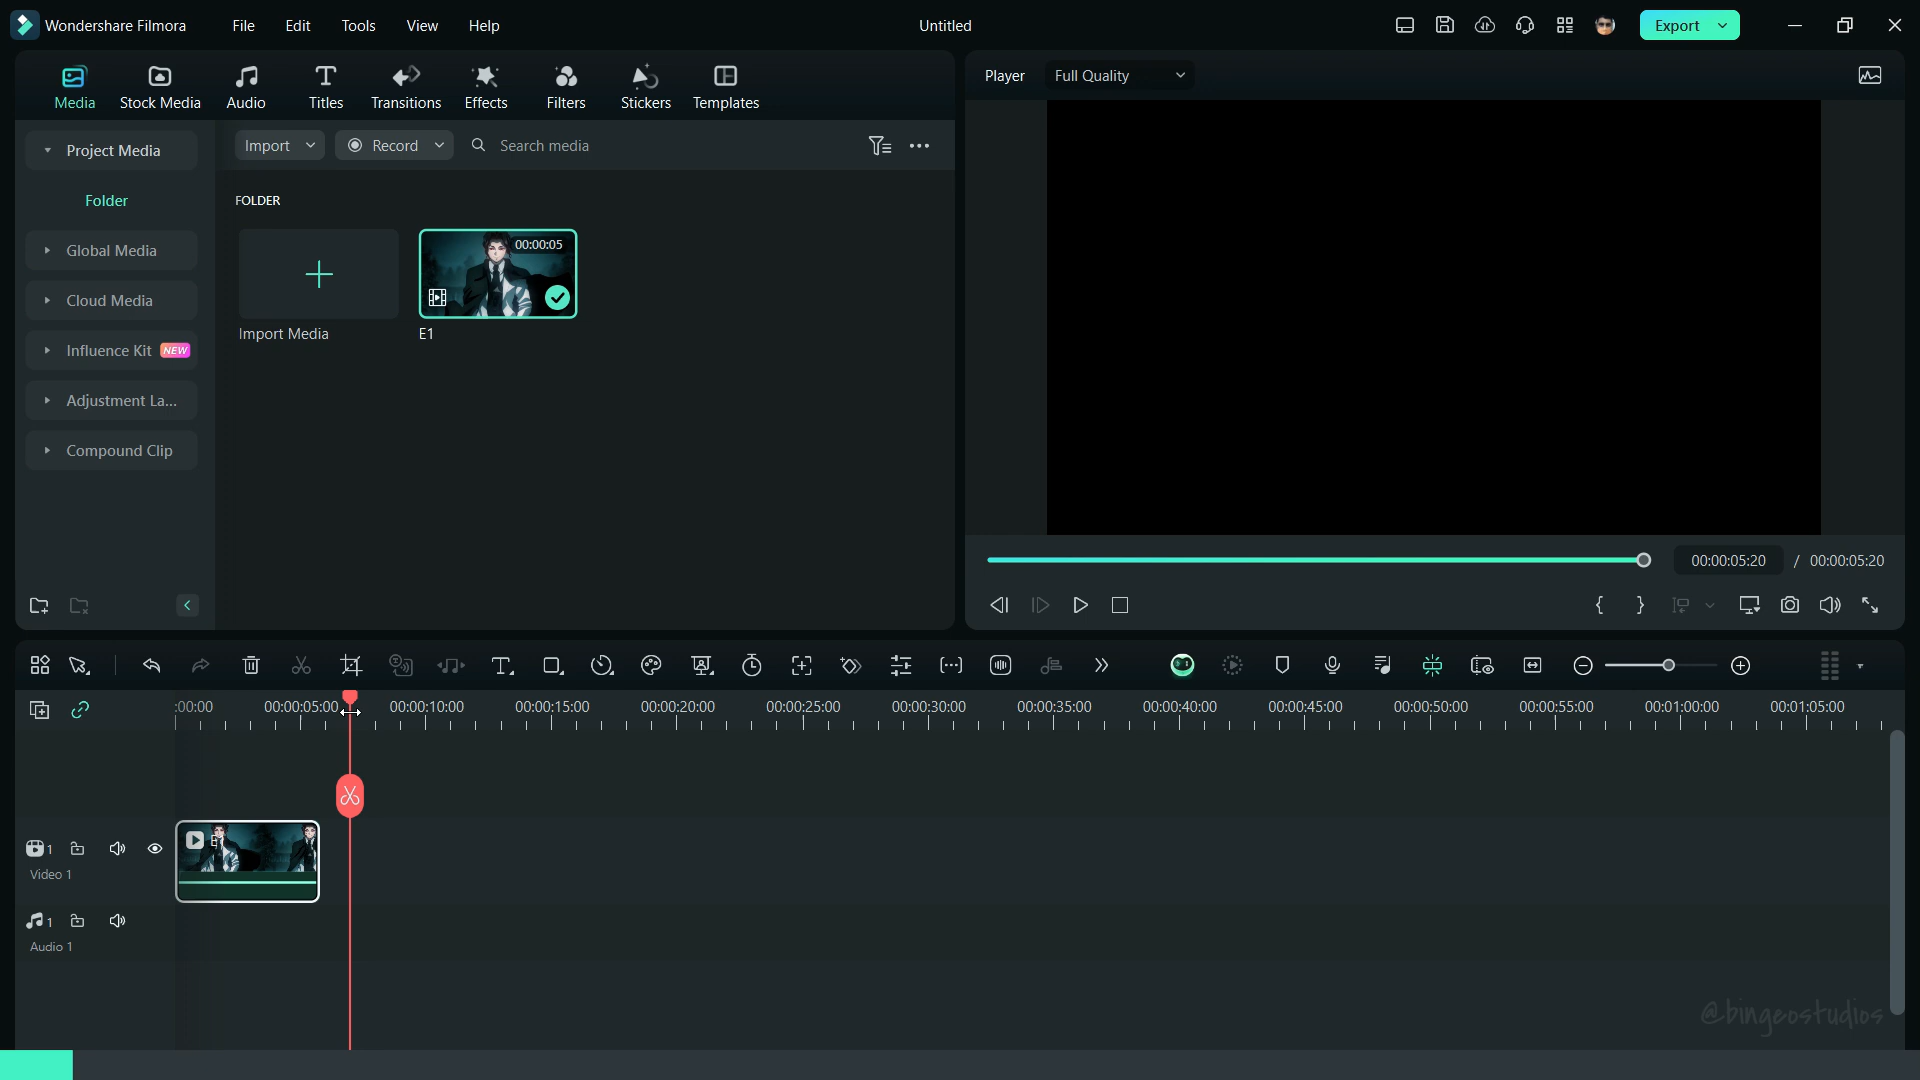 Wondershare Filmora
File
Edit
Tools
View
Help
Untitled
Export
Media
Stock Media
Audio
Titles
Transitions
Effects
Filters
Stickers
Templates
Player
Full Quality
Project Media
Folder
Global Media
Cloud Media
Influence Kit NEW
Adjustment La...
Compound Clip
Import
Record
Search media
FOLDER
00:00:05
Import Media
E1
00:00:05:20 / 00:00:05:20
:00:00
00:00:05:00
00:00:10:00
00:00:15:00
00:00:20:00
00:00:25:00
00:00:30:00
00:00:35:00
00:00:40:00
00:00:45:00
00:00:50:00
00:00:55:00
00:01:00:00
00:01:05:00
1
Video 1
E1
1
Audio 1
@bingeostudios